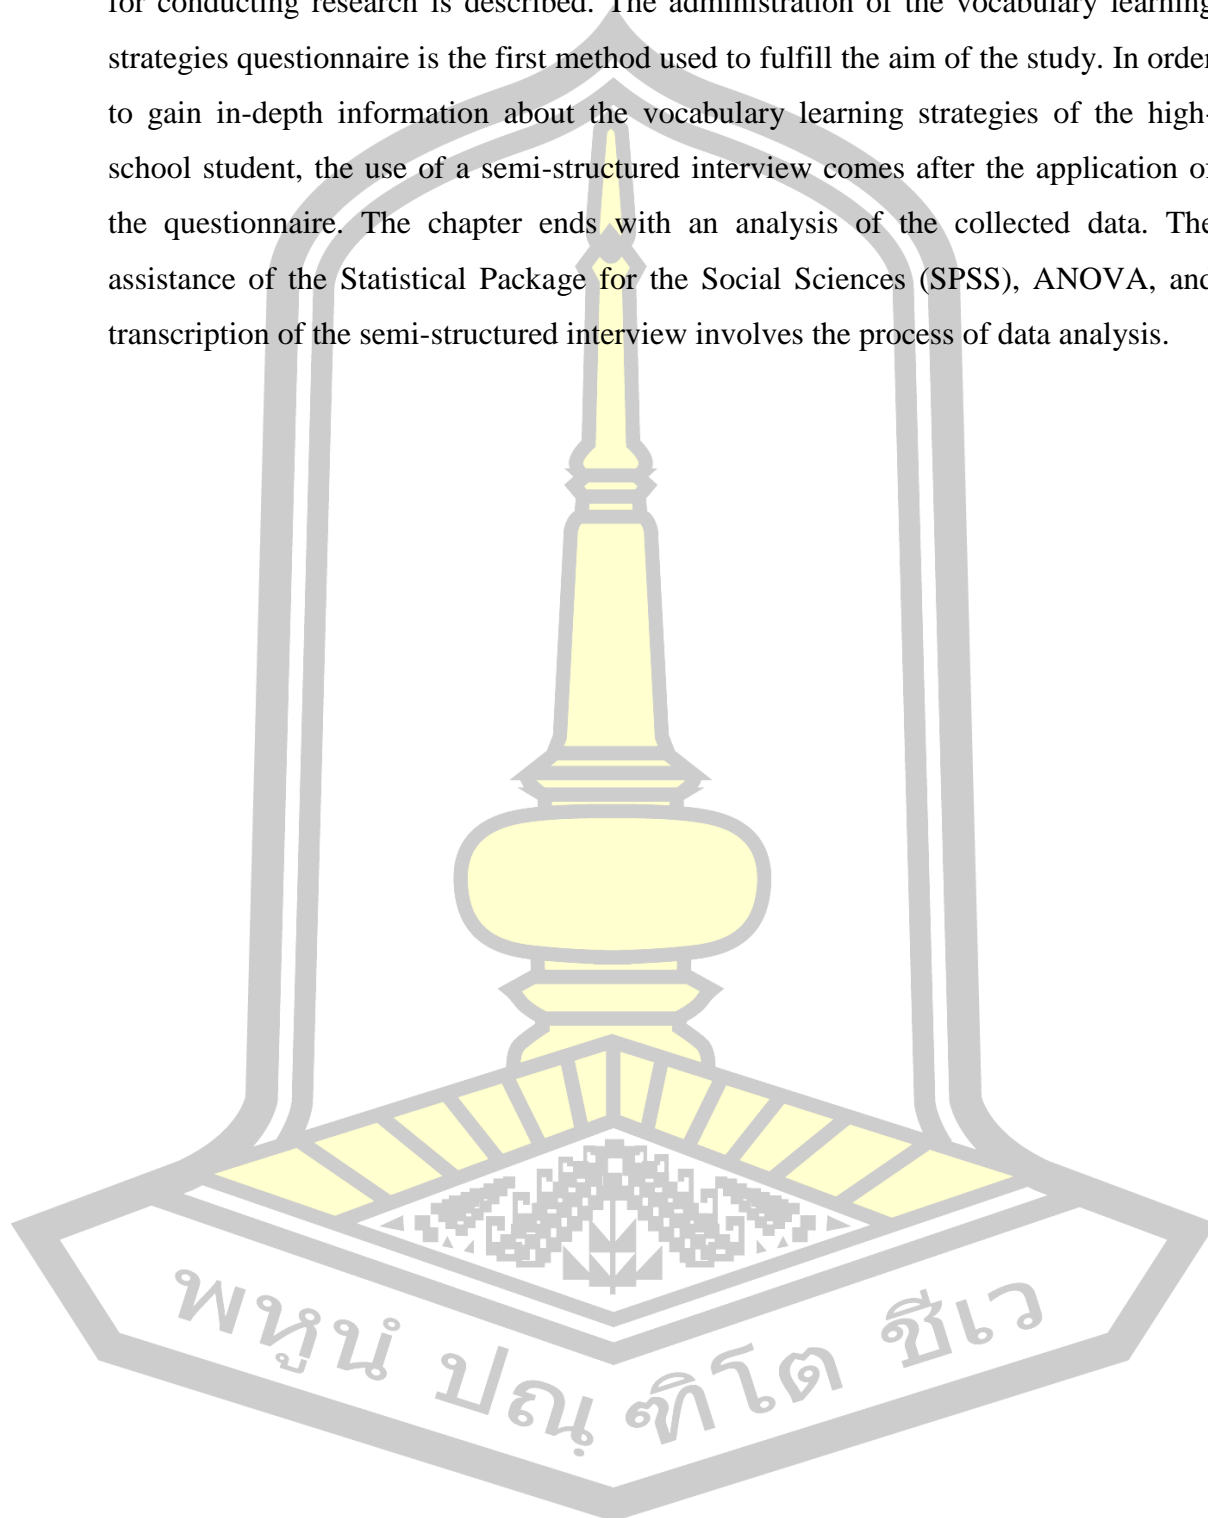 for conducting research is described. The administration of the vocabulary learning
strategies questionnaire is the first method used to fulfill the aim of the study. In order
to gain in-depth information about the vocabulary learning strategies of the high-
school student, the use of a semi-structured interview comes after the application of
the questionnaire. The chapter ends with an analysis of the collected data. The
assistance of the Statistical Package for the Social Sciences (SPSS), ANOVA, and
transcription of the semi-structured interview involves the process of data analysis.
พหูนํ ปณฺฑิโต ชีเว